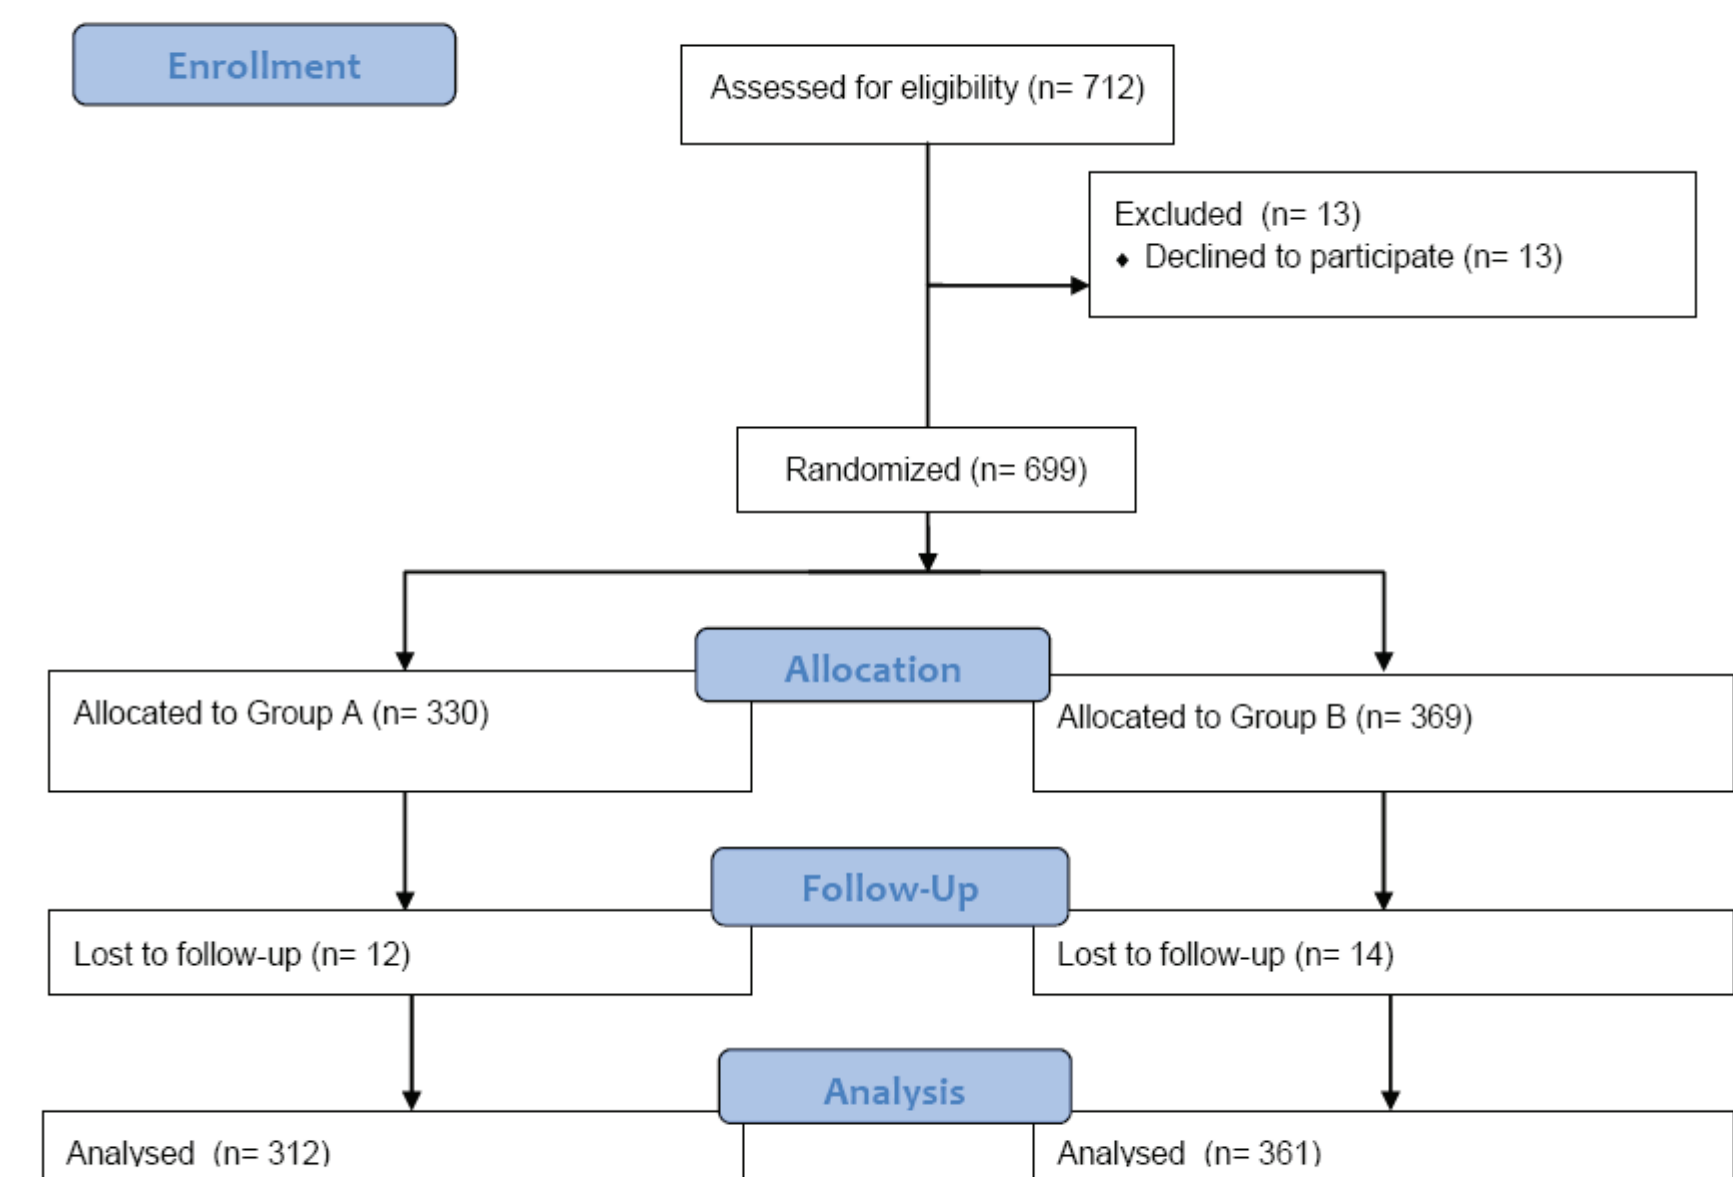 Enrollment
Assessed for eligibility (n= 712)
Excluded  (n= 13)
♦ Declined to participate (n= 13)
Randomized (n= 699)
Allocation
Allocated to Group A (n= 330)
Allocated to Group B (n= 369)
Follow-Up
Lost to follow-up (n= 12)
Lost to follow-up (n= 14)
Analysis
Analysed  (n= 312)
Analysed  (n= 361)